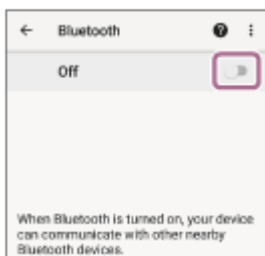 Bluetooth
Off
When Bluetooth is turned on, your device
can communicate with other nearby
Bluetooth devices.